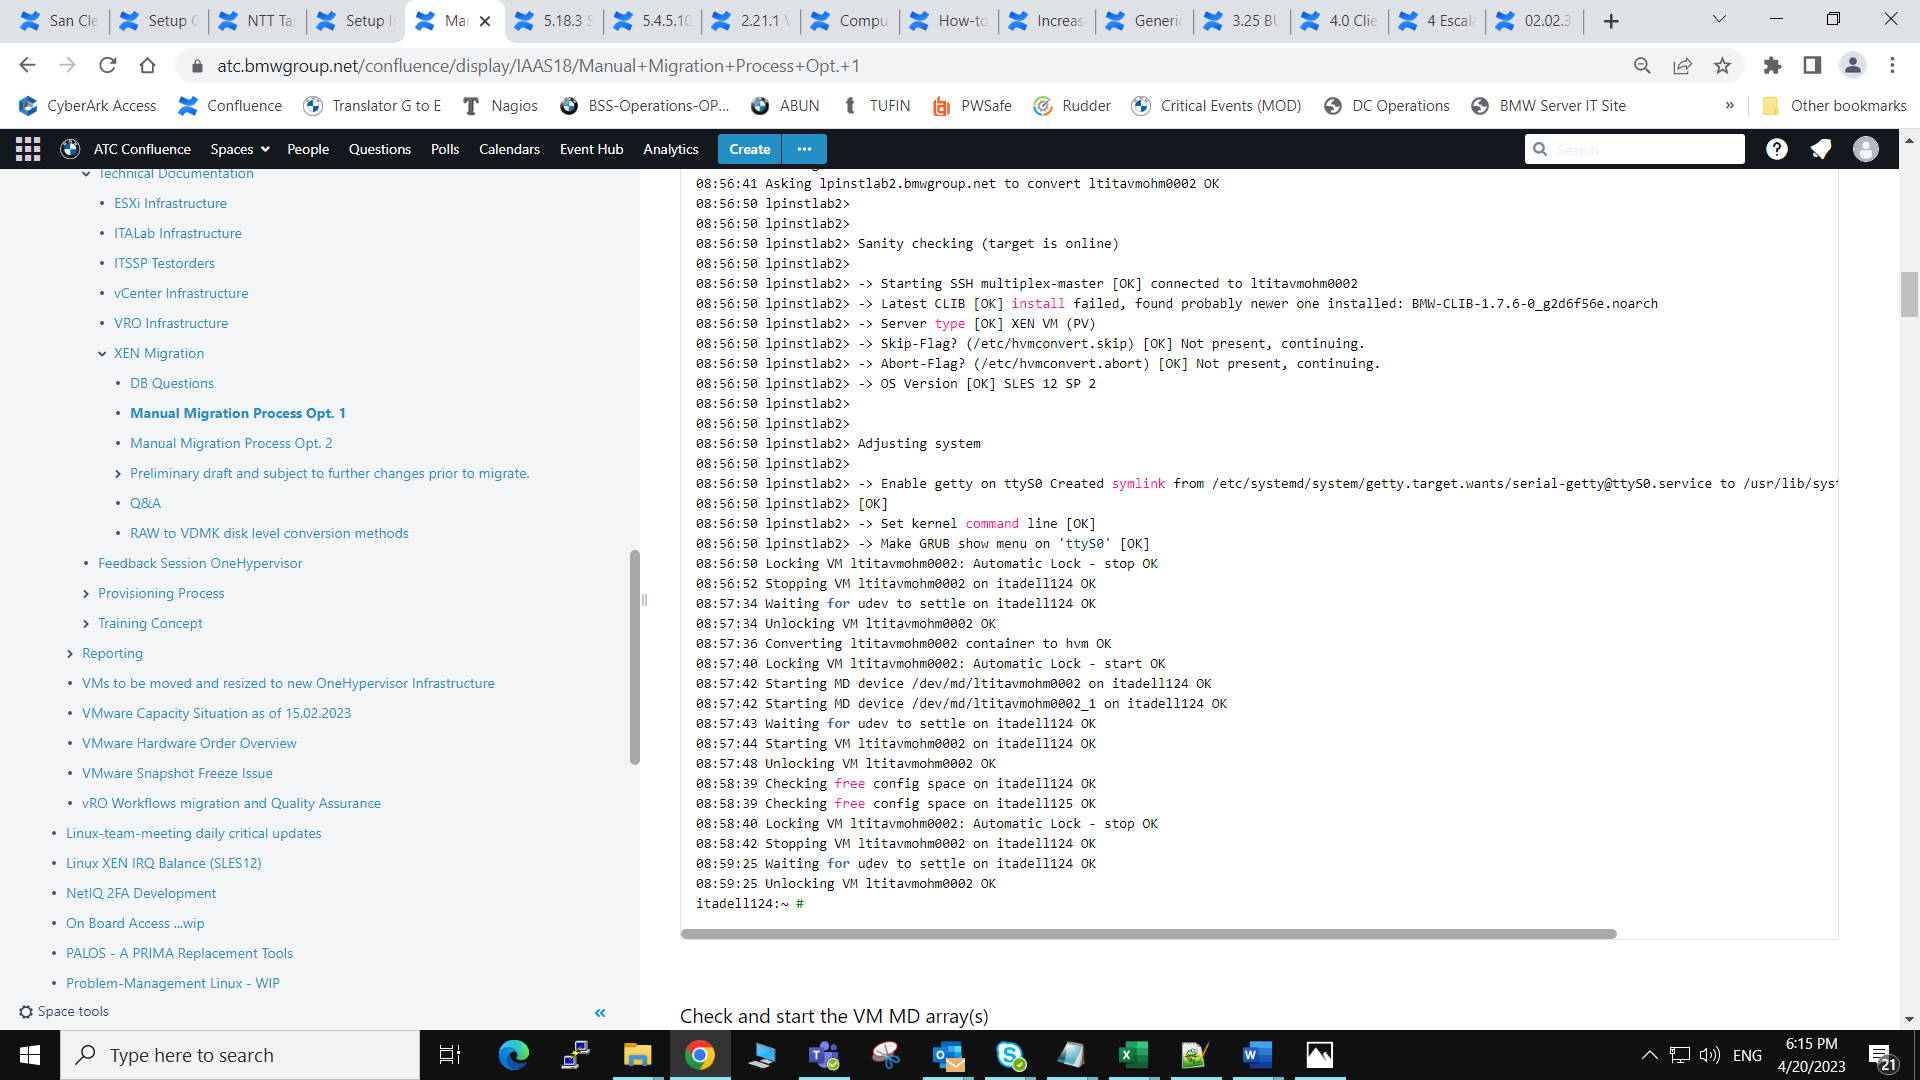 San Cle
Setup C
NTT Tas
Setup In
Mar
5.18.3 S
5.4.5.10
2.21.1 V
Compu
How-to
Increas
Generic
3.25 BU
4.0 Clie
4 Escala
02.02.3
atc.bmwgroup.net/confluence/display/IAAS18/Manual+Migration+Process+Opt.+1
CyberArk Access
Confluence
Translator G to E
Nagios
BSS-Operations-OP...
ABUN
TUFIN
PWSafe
Rudder
Critical Events (MOD)
DC Operations
BMW Server IT Site
»
Other bookmarks
ATC Confluence
Spaces
People
Questions
Polls
Calendars
Event Hub
Analytics
Create
Search
Technical Documentation
ESXi Infrastructure
ITALab Infrastructure
ITSSP Testorders
vCenter Infrastructure
VRO Infrastructure
XEN Migration
DB Questions
Manual Migration Process Opt. 1
Manual Migration Process Opt. 2
Preliminary draft and subject to further changes prior to migrate.
Q&A
RAW to VDMK disk level conversion methods
Feedback Session OneHypervisor
Provisioning Process
Training Concept
Reporting
VMs to be moved and resized to new OneHypervisor Infrastructure
VMware Capacity Situation as of 15.02.2023
VMware Hardware Order Overview
VMware Snapshot Freeze Issue
vRO Workflows migration and Quality Assurance
Linux-team-meeting daily critical updates
Linux XEN IRQ Balance (SLES12)
NetIQ 2FA Development
On Board Access ...wip
PALOS - A PRIMA Replacement Tools
Problem-Management Linux - WIP
Space tools
«
08:56:41 Asking lpinstlab2.bmwgroup.net to convert ltitavmohm0002 OK
08:56:50 lpinstlab2>
08:56:50 lpinstlab2>
08:56:50 lpinstlab2> Sanity checking (target is online)
08:56:50 lpinstlab2>
08:56:50 lpinstlab2> -> Starting SSH multiplex-master [OK] connected to ltitavmohm0002
08:56:50 lpinstlab2> -> Latest CLIB [OK] install failed, found probably newer one installed: BMW-CLIB-1.7.6-0_g2d6f56e.noarch
08:56:50 lpinstlab2> -> Server type [OK] XEN VM (PV)
08:56:50 lpinstlab2> -> Skip-Flag? (/etc/hvmconvert.skip) [OK] Not present, continuing.
08:56:50 lpinstlab2> -> Abort-Flag? (/etc/hvmconvert.abort) [OK] Not present, continuing.
08:56:50 lpinstlab2> -> OS Version [OK] SLES 12 SP 2
08:56:50 lpinstlab2>
08:56:50 lpinstlab2>
08:56:50 lpinstlab2> Adjusting system
08:56:50 lpinstlab2>
08:56:50 lpinstlab2> -> Enable getty on ttyS0 Created symlink from /etc/systemd/system/getty.target.wants/serial-getty@ttyS0.service to /usr/lib/syst
08:56:50 lpinstlab2> [OK]
08:56:50 lpinstlab2> -> Set kernel command line [OK]
08:56:50 lpinstlab2> -> Make GRUB show menu on 'ttyS0' [OK]
08:56:50 Locking VM ltitavmohm0002: Automatic Lock - stop OK
08:56:52 Stopping VM ltitavmohm0002 on itadell124 OK
08:57:34 Waiting for udev to settle on itadell124 OK
08:57:34 Unlocking VM ltitavmohm0002 OK
08:57:36 Converting ltitavmohm0002 container to hvm OK
08:57:40 Locking VM ltitavmohm0002: Automatic Lock - start OK
08:57:42 Starting MD device /dev/md/ltitavmohm0002 on itadell124 OK
08:57:42 Starting MD device /dev/md/ltitavmohm0002_1 on itadell124 OK
08:57:43 Waiting for udev to settle on itadell124 OK
08:57:44 Starting VM ltitavmohm0002 on itadell124 OK
08:57:48 Unlocking VM ltitavmohm0002 OK
08:58:39 Checking free config space on itadell124 OK
08:58:39 Checking free config space on itadell125 OK
08:58:40 Locking VM ltitavmohm0002: Automatic Lock - stop OK
08:58:42 Stopping VM ltitavmohm0002 on itadell124 OK
08:59:25 Waiting for udev to settle on itadell124 OK
08:59:25 Unlocking VM ltitavmohm0002 OK
itadell124:~ #
Check and start the VM MD array(s)
Type here to search
ENG
6:15 PM
4/20/2023
21